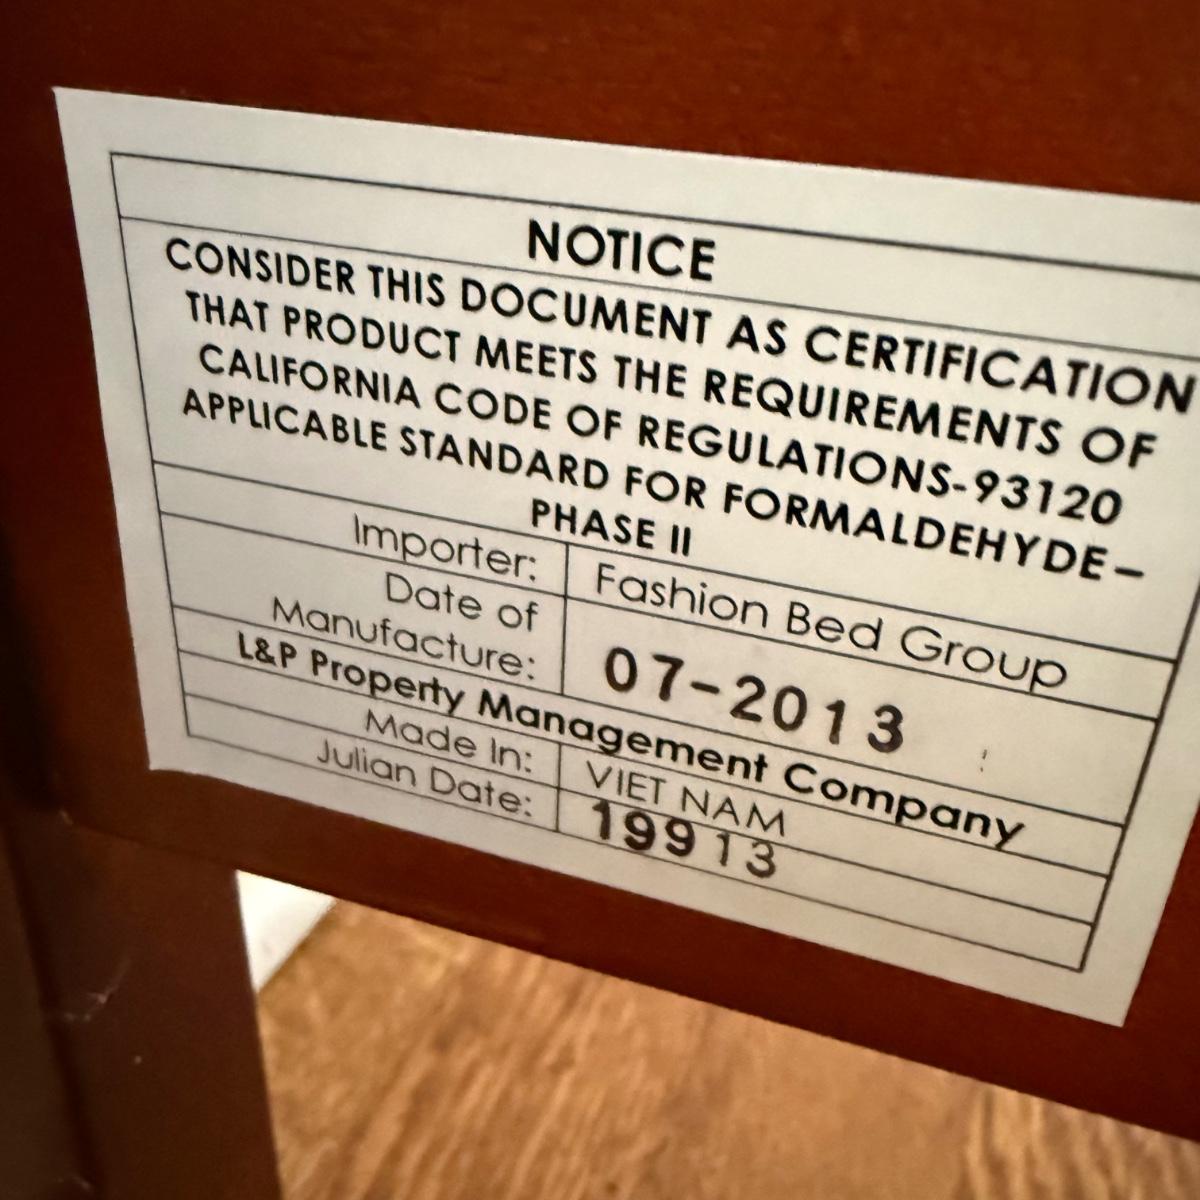 NOTICE
CONSIDER THIS DOCUMENT AS CERTIFICATION
THAT PRODUCT MEETS THE REQUIREMENTS OF
CALIFORNIA CODE OF REGULATIONS-93120
APPLICABLE STANDARD FOR FORMALDEHYDE–
PHASE II
Importer: Fashion Bed Group
Date of
Manufacture: 07-2013
L&P Property Management Company
Made In: VIET NAM
Julian Date: 19913